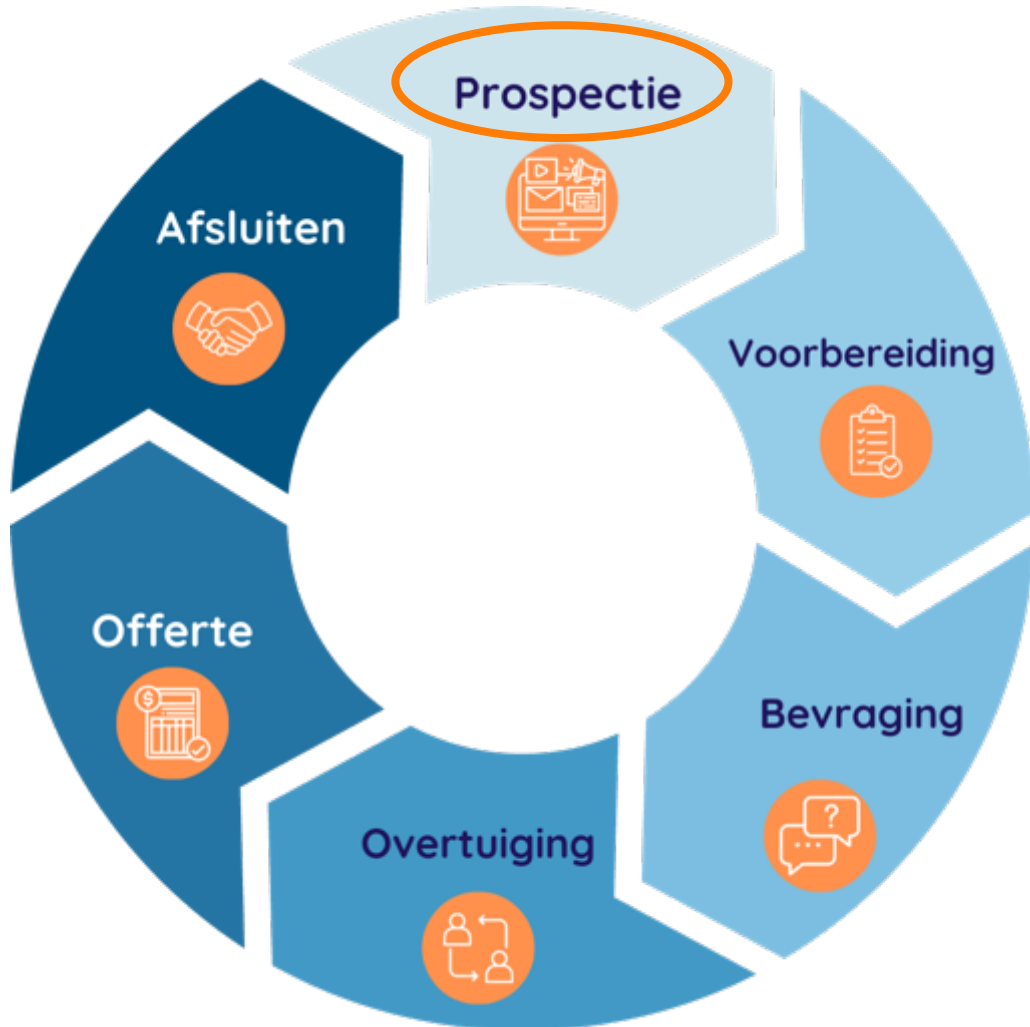 Prospectie
Voorbereiding
Bevraging
Overtuiging
Offerte
Afsluiten
?
$